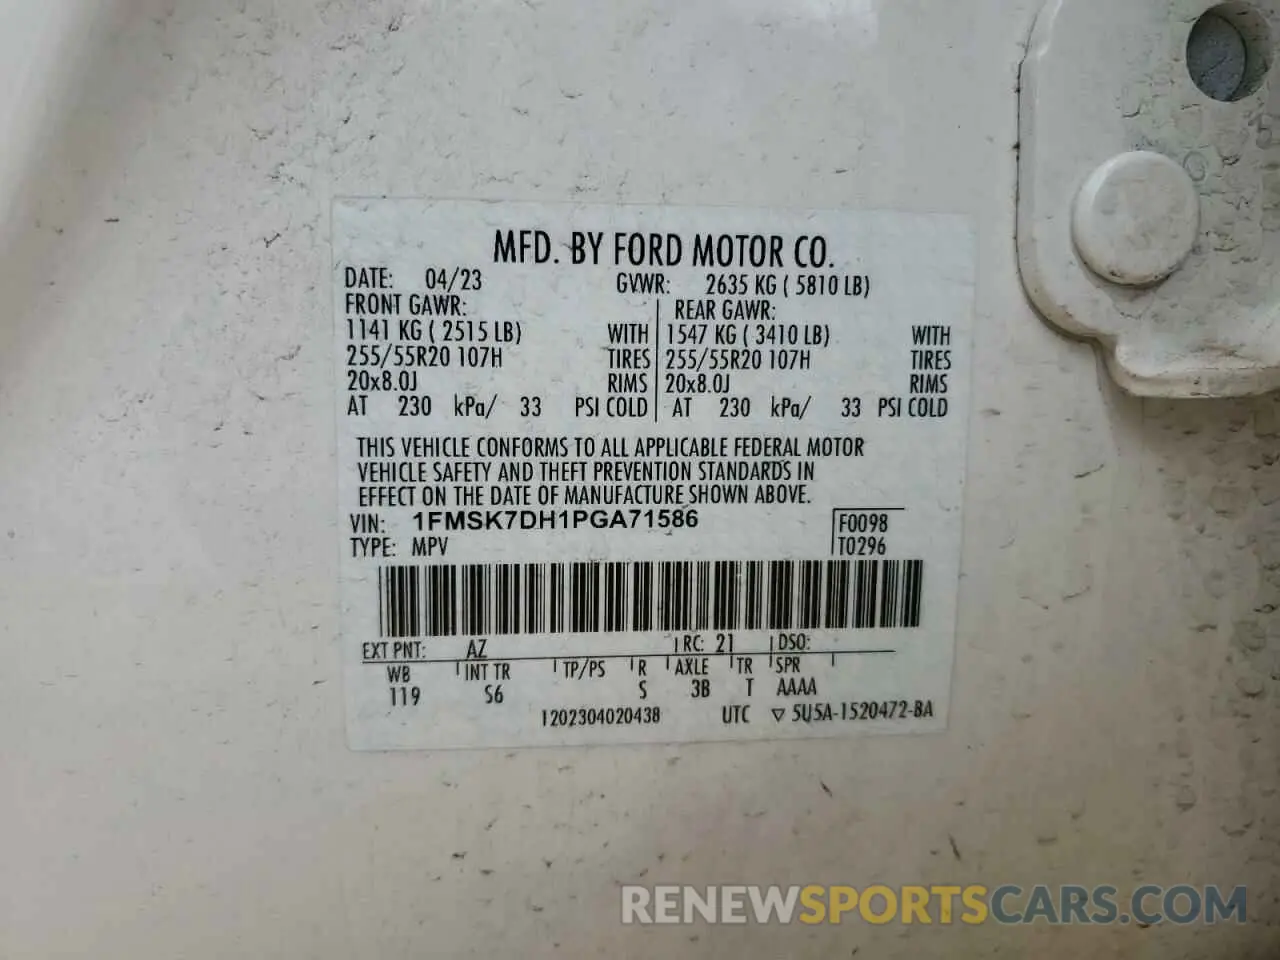 MFD. BY FORD MOTOR CO.
DATE: 04/23 GVWR: 2635 KG ( 5810 LB)
FRONT GAWR: REAR GAWR:
1141 KG ( 2515 LB) WITH 1547 KG ( 3410 LB) WITH
255/55R20 107H TIRES 255/55R20 107H TIRES
20x8.0J RIMS 20x8.0J RIMS
AT 230 kPa/ 33 PSI COLD AT 230 kPa/ 33 PSI COLD
THIS VEHICLE CONFORMS TO ALL APPLICABLE FEDERAL MOTOR
VEHICLE SAFETY AND THEFT PREVENTION STANDARDS IN
EFFECT ON THE DATE OF MANUFACTURE SHOWN ABOVE.
VIN: 1FMSK7DH1PGA71586 F0098
TYPE: MPV T0296
EXT PNT: AZ RC: 21 DSO:
WB INT TR TP/PS R AXLE TR SPR
119 S6 S 3B T AAAA
1202304020438 UTC ▽ 5U5A-1520472-BA
RENEWSPORTSCARS.COM